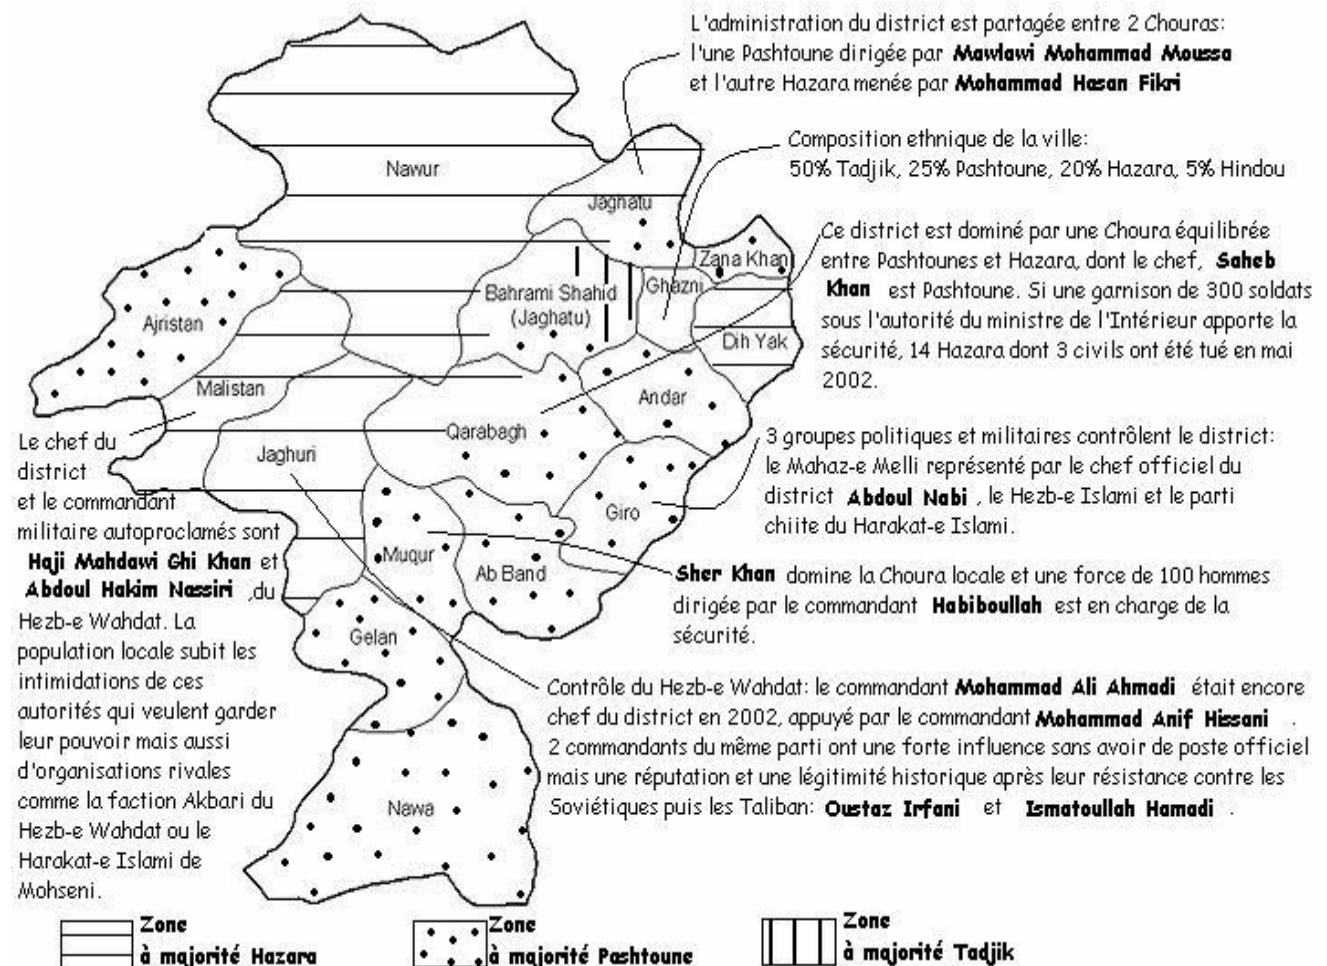 L'administration du district est partagée entre 2 Chouras:
l'une Pashtoune dirigée par Mawlawi Mohammad Moussa
et l'autre Hazara menée par Mohammad Hasan Fikri
Composition ethnique de la ville:
50% Tadjik, 25% Pashtoune, 20% Hazara, 5% Hindou
Nawur
Jaghatu
Ce district est dominé par une Choura équilibrée
entre Pashtounes et Hazara, dont le chef, Saheb
Khan est Pashtoune. Si une garnison de 300 soldats
sous l'autorité du ministre de l'Intérieur apporte la
sécurité, 14 Hazara dont 3 civils ont été tué en mai
2002.
Zana Khan
Ghazni
Bahrami Shahid
(Jaghatu)
Ajristan
Dih Yak
Malistan
Andar
Qarabagh
Jaghuri
Le chef du
district
et le commandant
militaire autoproclamés sont
Haji Mahdawi Ghi Khan et
Abdoul Hakim Nassiri ,du
Hezb-e Wahdat. La
population locale subit les
intimidations de ces
autorités qui veulent garder
leur pouvoir mais aussi
d'organisations rivales
comme la faction Akbari du
Hezb-e Wahdat ou le
Harakat-e Islami de
Mohseni.
3 groupes politiques et militaires contrôlent le district:
le Mahaz-e Melli représenté par le chef officiel du
district Abdoul Nabi , le Hezb-e Islami et le parti
chiite du Harakat-e Islami.
Giro
Muqur
Ab Band
Sher Khan domine la Choura locale et une force de 100 hommes
dirigée par le commandant Habiboullah est en charge de la
sécurité.
Gelan
Contrôle du Hezb-e Wahdat: le commandant Mohammad Ali Ahmadi était encore
chef du district en 2002, appuyé par le commandant Mohammad Anif Hissani .
2 commandants du même parti ont une forte influence sans avoir de poste officiel
mais une réputation et une légitimité historique après leur résistance contre les
Soviétiques puis les Taliban: Oustaz Irfani et Ismatoullah Hamadi .
Nawa
Zone
à majorité Hazara
Zone
à majorité Pashtoune
Zone
à majorité Tadjik